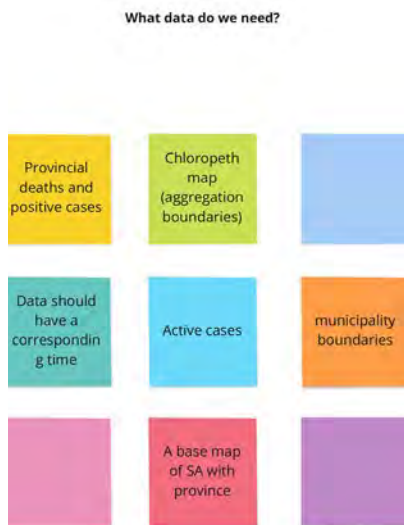 What data do we need?
Provincial
deaths and
positive cases
Chloropeth
map
(aggregation
boundaries)
Data should
have a
correspondin
g time
Active cases
municipality
boundaries
A base map
of SA with
province